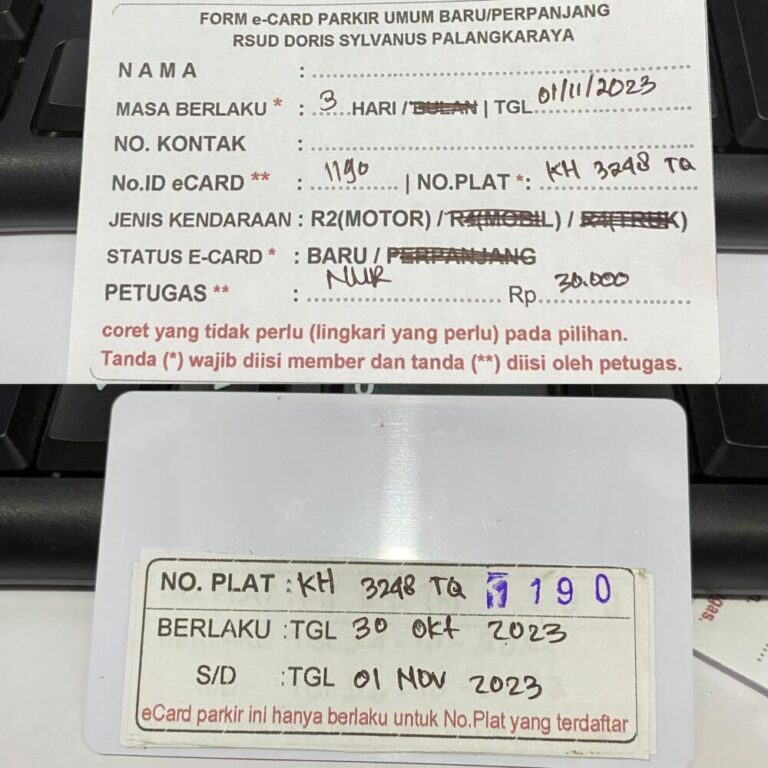 FORM e-CARD PARKIR UMUM BARU/PERPANJANG
RSUD DORIS SYLVANUS PALANGKARAYA
NAMA :
MASA BERLAKU * : 3 HARI / BULAN | TGL 01/11/2023
NO. KONTAK :
No.ID eCARD ** : 1190 | NO.PLAT *: KH 3248 TQ
JENIS KENDARAAN : R2(MOTOR) / R4(MOBIL) / R4(TRUK)
STATUS E-CARD * : BARU / PERPANJANG
PETUGAS ** : NUR Rp. 30.000
coret yang tidak perlu (lingkari yang perlu) pada pilihan.
Tanda (*) wajib diisi member dan tanda (**) diisi oleh petugas.
NO. PLAT : KH 3248 TQ 1190
BERLAKU : TGL 30 OKT 2023
S/D : TGL 01 NOV 2023
eCard parkir ini hanya berlaku untuk No.Plat yang terdaftar
gas.